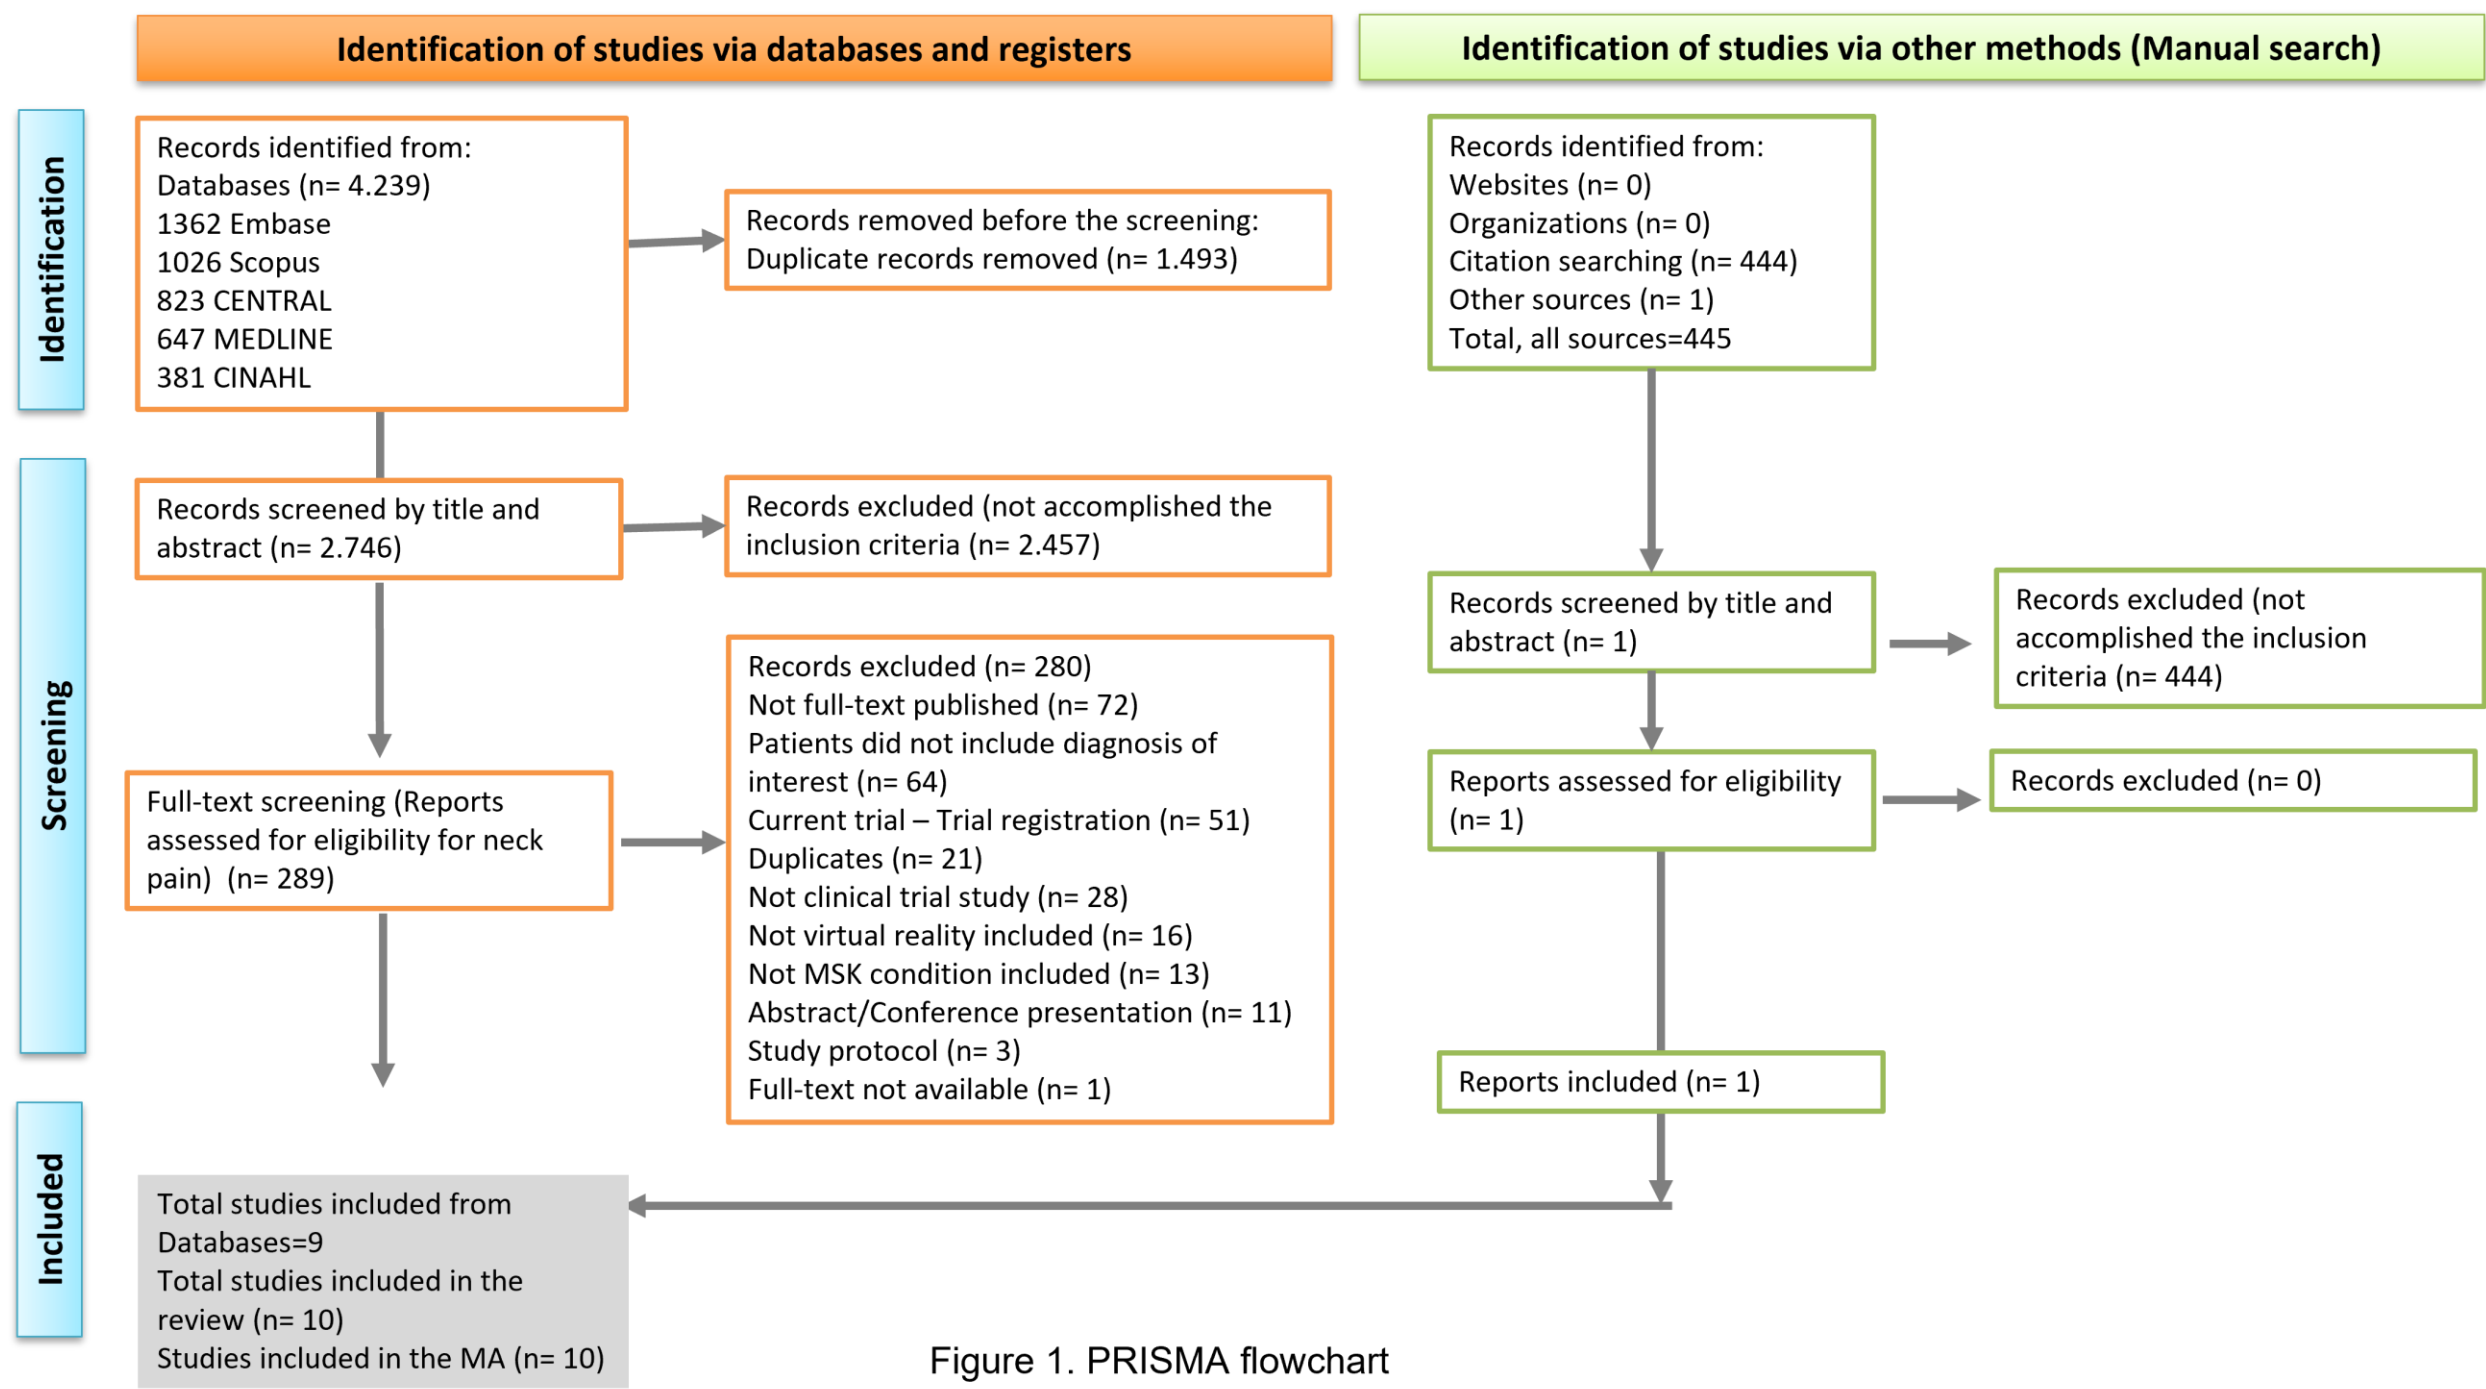 Identification of studies via databases and registers
Identification of studies via other methods (Manual search)
Identification
Records identified from:
Databases (n= 4.239)
1362 Embase
1026 Scopus
823 CENTRAL
647 MEDLINE
381 CINAHL
Records removed before the screening:
Duplicate records removed (n= 1.493)
Records identified from:
Websites (n= 0)
Organizations (n= 0)
Citation searching (n= 444)
Other sources (n= 1)
Total, all sources=445
Screening
Records screened by title and
abstract (n= 2.746)
Records excluded (not accomplished the
inclusion criteria (n= 2.457)
Records screened by title and
abstract (n= 1)
Records excluded (not
accomplished the inclusion
criteria (n= 444)
Full-text screening (Reports
assessed for eligibility for neck
pain)  (n= 289)
Records excluded (n= 280)
Not full-text published (n= 72)
Patients did not include diagnosis of
interest (n= 64)
Current trial – Trial registration (n= 51)
Duplicates (n= 21)
Not clinical trial study (n= 28)
Not virtual reality included (n= 16)
Not MSK condition included (n= 13)
Abstract/Conference presentation (n= 11)
Study protocol (n= 3)
Full-text not available (n= 1)
Reports assessed for eligibility
(n= 1)
Records excluded (n= 0)
Reports included (n= 1)
Included
Total studies included from
Databases=9
Total studies included in the
review (n= 10)
Studies included in the MA (n= 10)
Figure 1. PRISMA flowchart